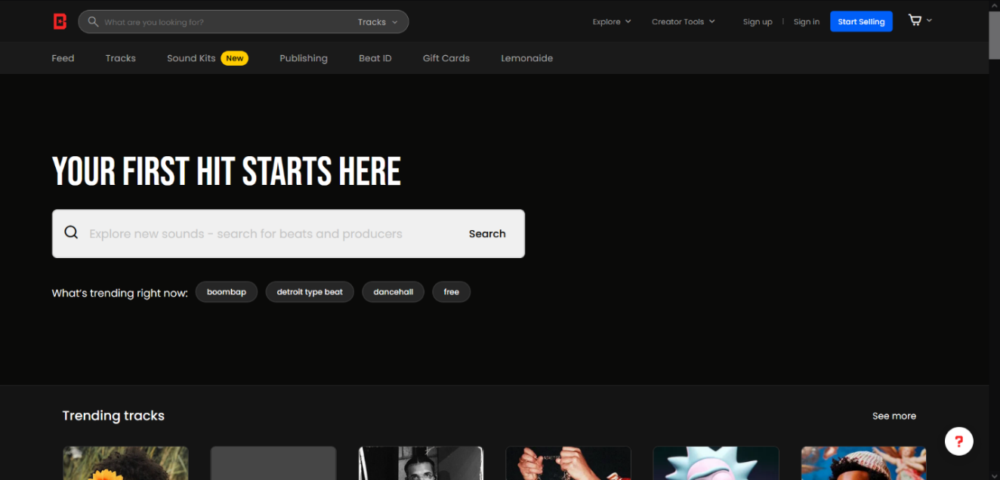 What are you looking for? Tracks Explore Creator Tools Sign up Sign in Start Selling
Feed Tracks Sound Kits New Publishing Beat ID Gift Cards Lemonaide
YOUR FIRST HIT STARTS HERE
Explore new sounds - search for beats and producers Search
What's trending right now: boombap detroit type beat dancehall free
Trending tracks See more
?